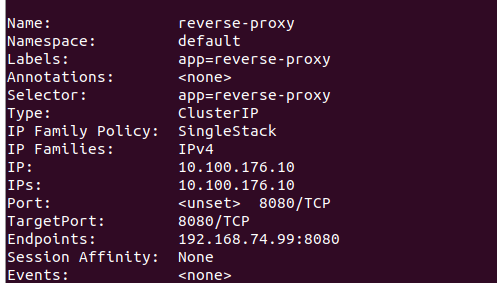 Name:              reverse-proxy
Namespace:         default
Labels:            app=reverse-proxy
Annotations:       <none>
Selector:          app=reverse-proxy
Type:              ClusterIP
IP Family Policy:  SingleStack
IP Families:       IPv4
IP:                10.100.176.10
IPs:               10.100.176.10
Port:              <unset>  8080/TCP
TargetPort:        8080/TCP
Endpoints:         192.168.74.99:8080
Session Affinity:  None
Events:            <none>